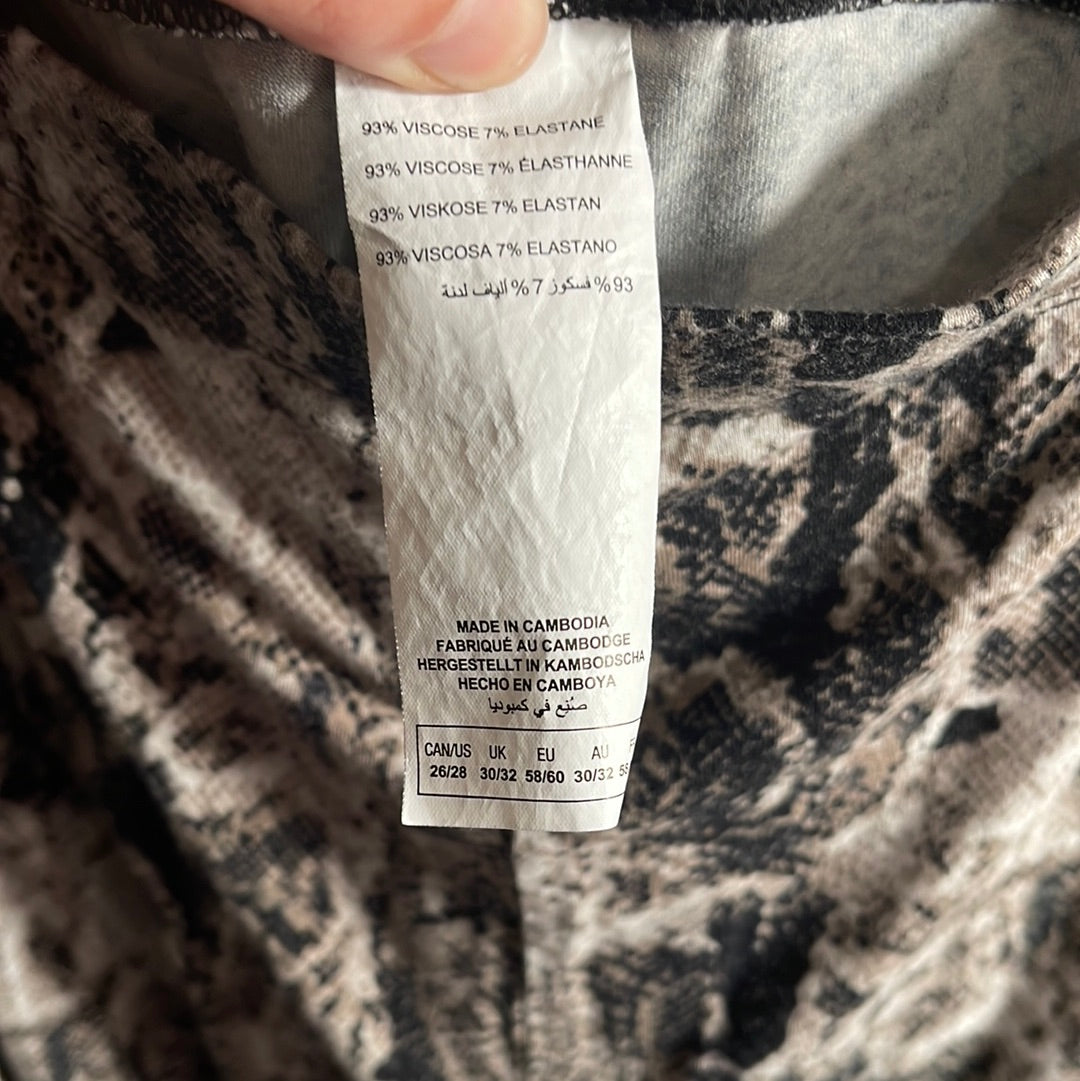 93% VISCOSE 7% ELASTANE
93% VISCOSE 7% ÉLASTHANNE
93% VISKOSE 7% ELASTAN
93% VISCOSA 7% ELASTANO
93% فسكوز 7% ألياف لدنة
MADE IN CAMBODIA
FABRIQUÉ AU CAMBODGE
HERGESTELLT IN KAMBODSCHA
HECHO EN CAMBOYA
صُنِع في كمبوديا
CAN/US UK EU AU
26/28 30/32 58/60 30/32